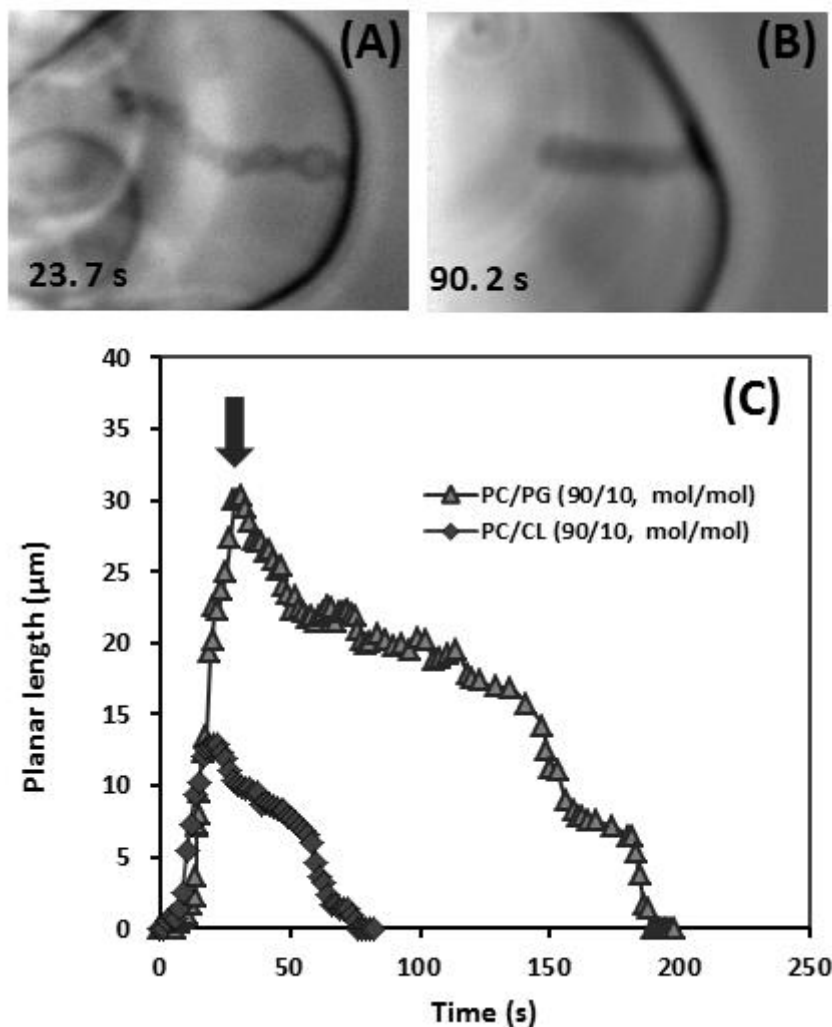 (A)
(B)
23. 7 s
90. 2 s
(C)
40
35
30
25
20
15
10
5
0
Planar length (µm)
PC/PG (90/10, mol/mol)
PC/CL (90/10, mol/mol)
0
50
100
150
200
250
Time (s)